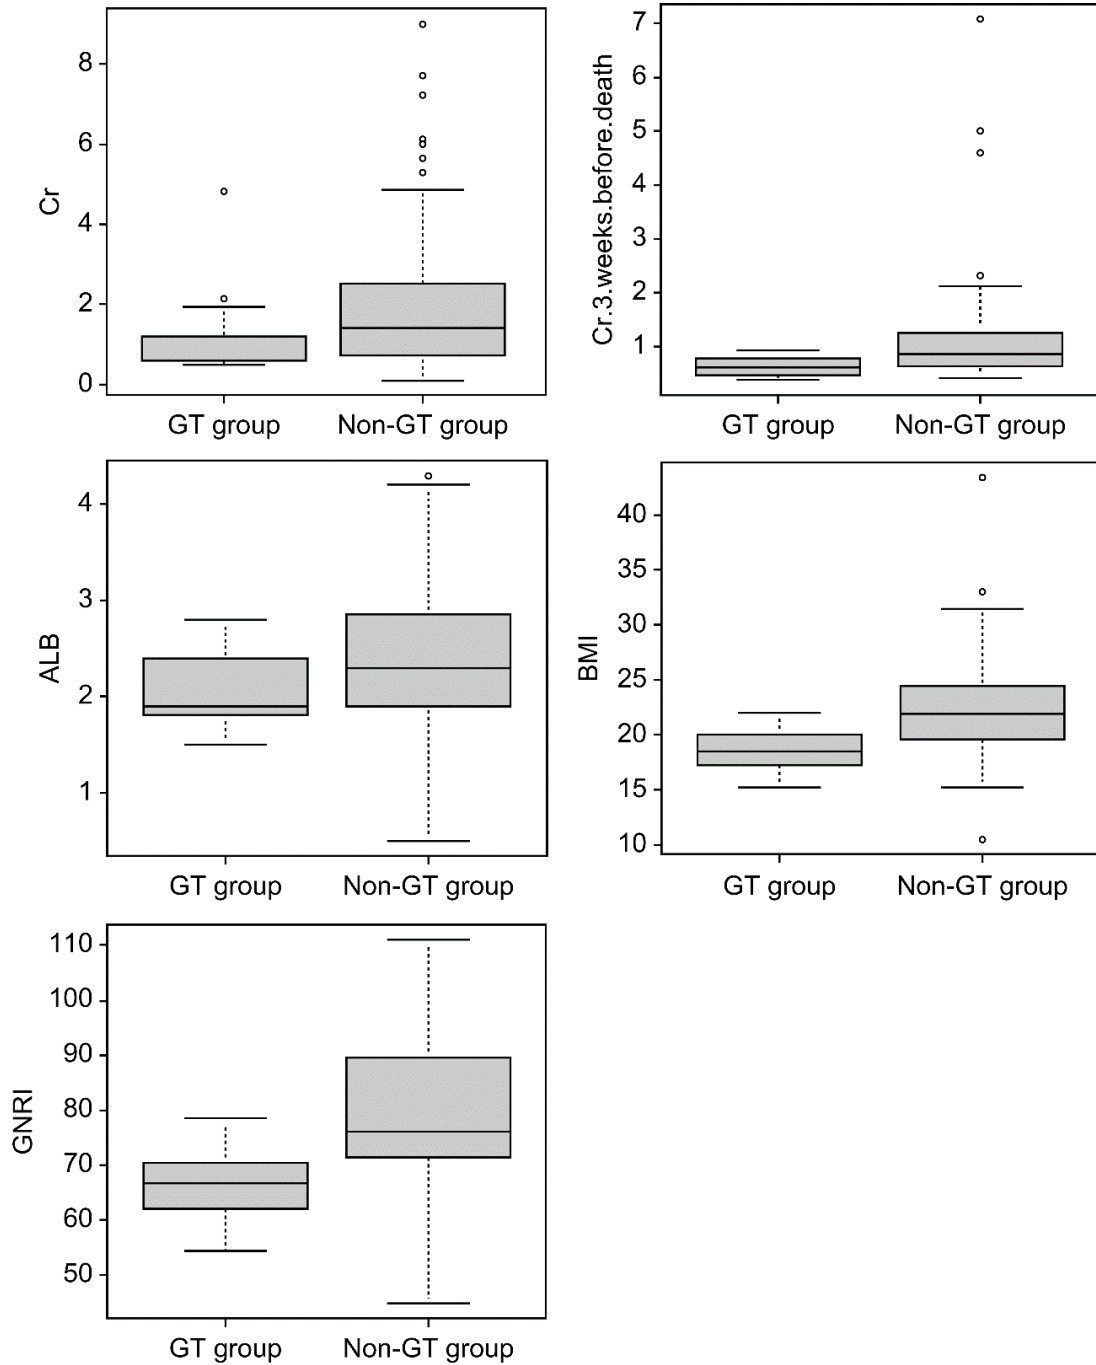 Cr
8
6
4
2
0
GT group
Non-GT group
Cr.3.weeks.before.death
7
6
5
4
3
2
1
GT group
Non-GT group
ALB
4
3
2
1
GT group
Non-GT group
BMI
40
35
30
25
20
15
10
GT group
Non-GT group
GNRI
110
100
90
80
70
60
50
GT group
Non-GT group